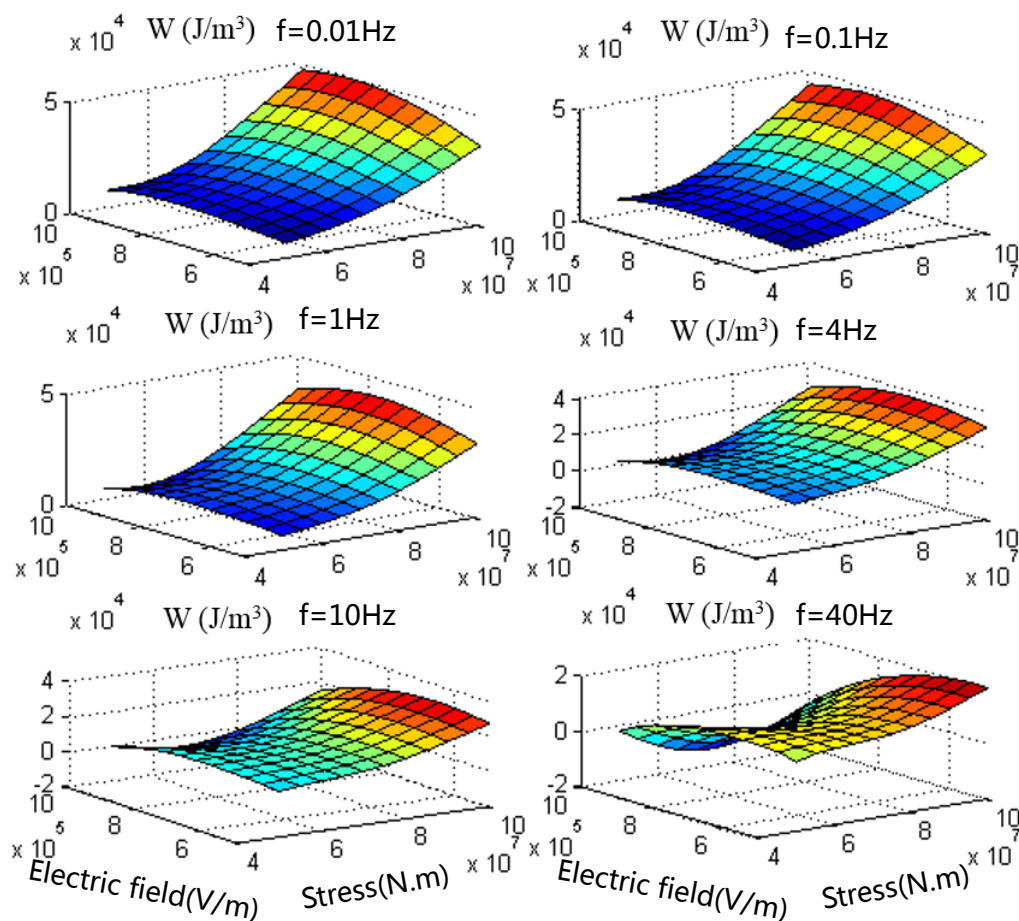 x 10⁴ W (J/m³) f=0.01Hz
5
0
10
8
6
x 10⁵
4
6
8
10
x 10⁷
x 10⁴ W (J/m³) f=0.1Hz
5
0
10
8
6
x 10⁵
4
6
8
10
x 10⁷
x 10⁴ W (J/m³) f=1Hz
5
0
10
8
6
x 10⁵
4
6
8
10
x 10⁷
x 10⁴ W (J/m³) f=4Hz
4
2
0
-2
10
8
6
x 10⁵
4
6
8
10
x 10⁷
x 10⁴ W (J/m³) f=10Hz
4
2
0
-2
10
8
6
x 10⁵
4
6
8
10
x 10⁷
Electric field(V/m) Stress(N.m)
x 10⁴ W (J/m³) f=40Hz
2
0
-2
10
8
6
x 10⁵
4
6
8
10
x 10⁷
Electric field(V/m) Stress(N.m)